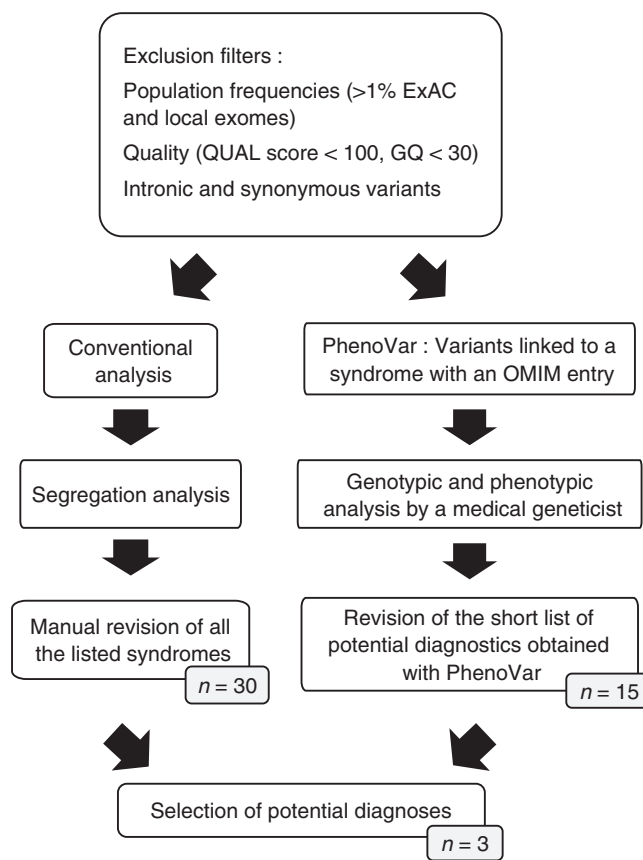 Exclusion filters :
Population frequencies (>1% ExAC
and local exomes)
Quality (QUAL score < 100, GQ < 30)
Intronic and synonymous variants
Conventional
analysis
PhenoVar : Variants linked to a
syndrome with an OMIM entry
Segregation analysis
Genotypic and phenotypic
analysis by a medical geneticist
Manual revision of all
the listed syndromes
n = 30
Revision of the short list of
potential diagnostics obtained
with PhenoVar
n = 15
Selection of potential diagnoses
n = 3